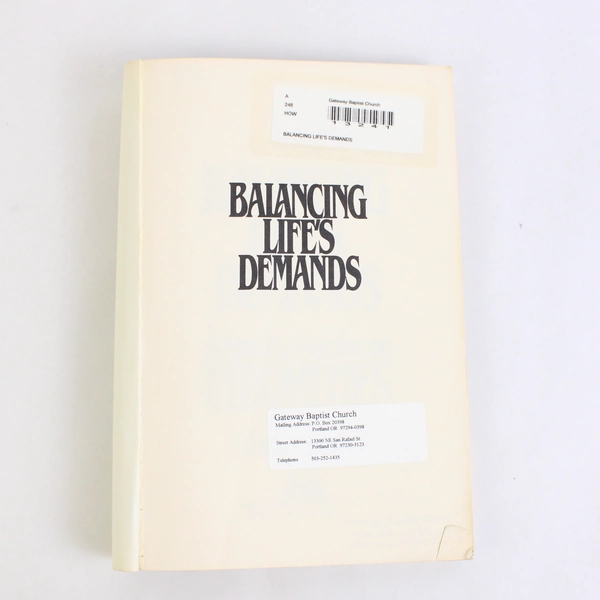 A
248
HOW
Gateway Baptist Church
13241
BALANCING LIFE'S DEMANDS
BALANCING
LIFE'S
DEMANDS
Gateway Baptist Church
Mailing Address: P.O. Box 20398
Portland OR 97294-0398
Street Address: 13300 NE San Rafael St
Portland OR 97230-3123
Telephone 503-252-1435